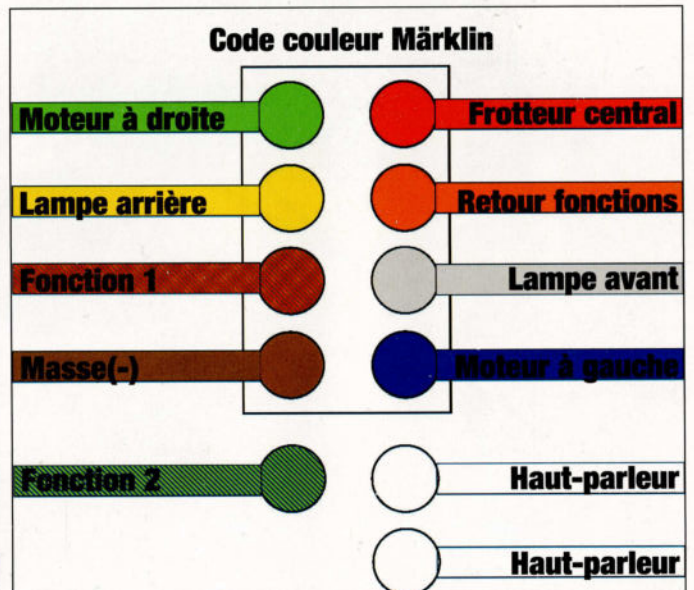 Code couleur Märklin
Moteur à droite
Frotteur central
Lampe arrière
Retour fonctions
Fonction 1
Lampe avant
Masse(-)
Moteur à gauche
Fonction 2
Haut-parleur
Haut-parleur